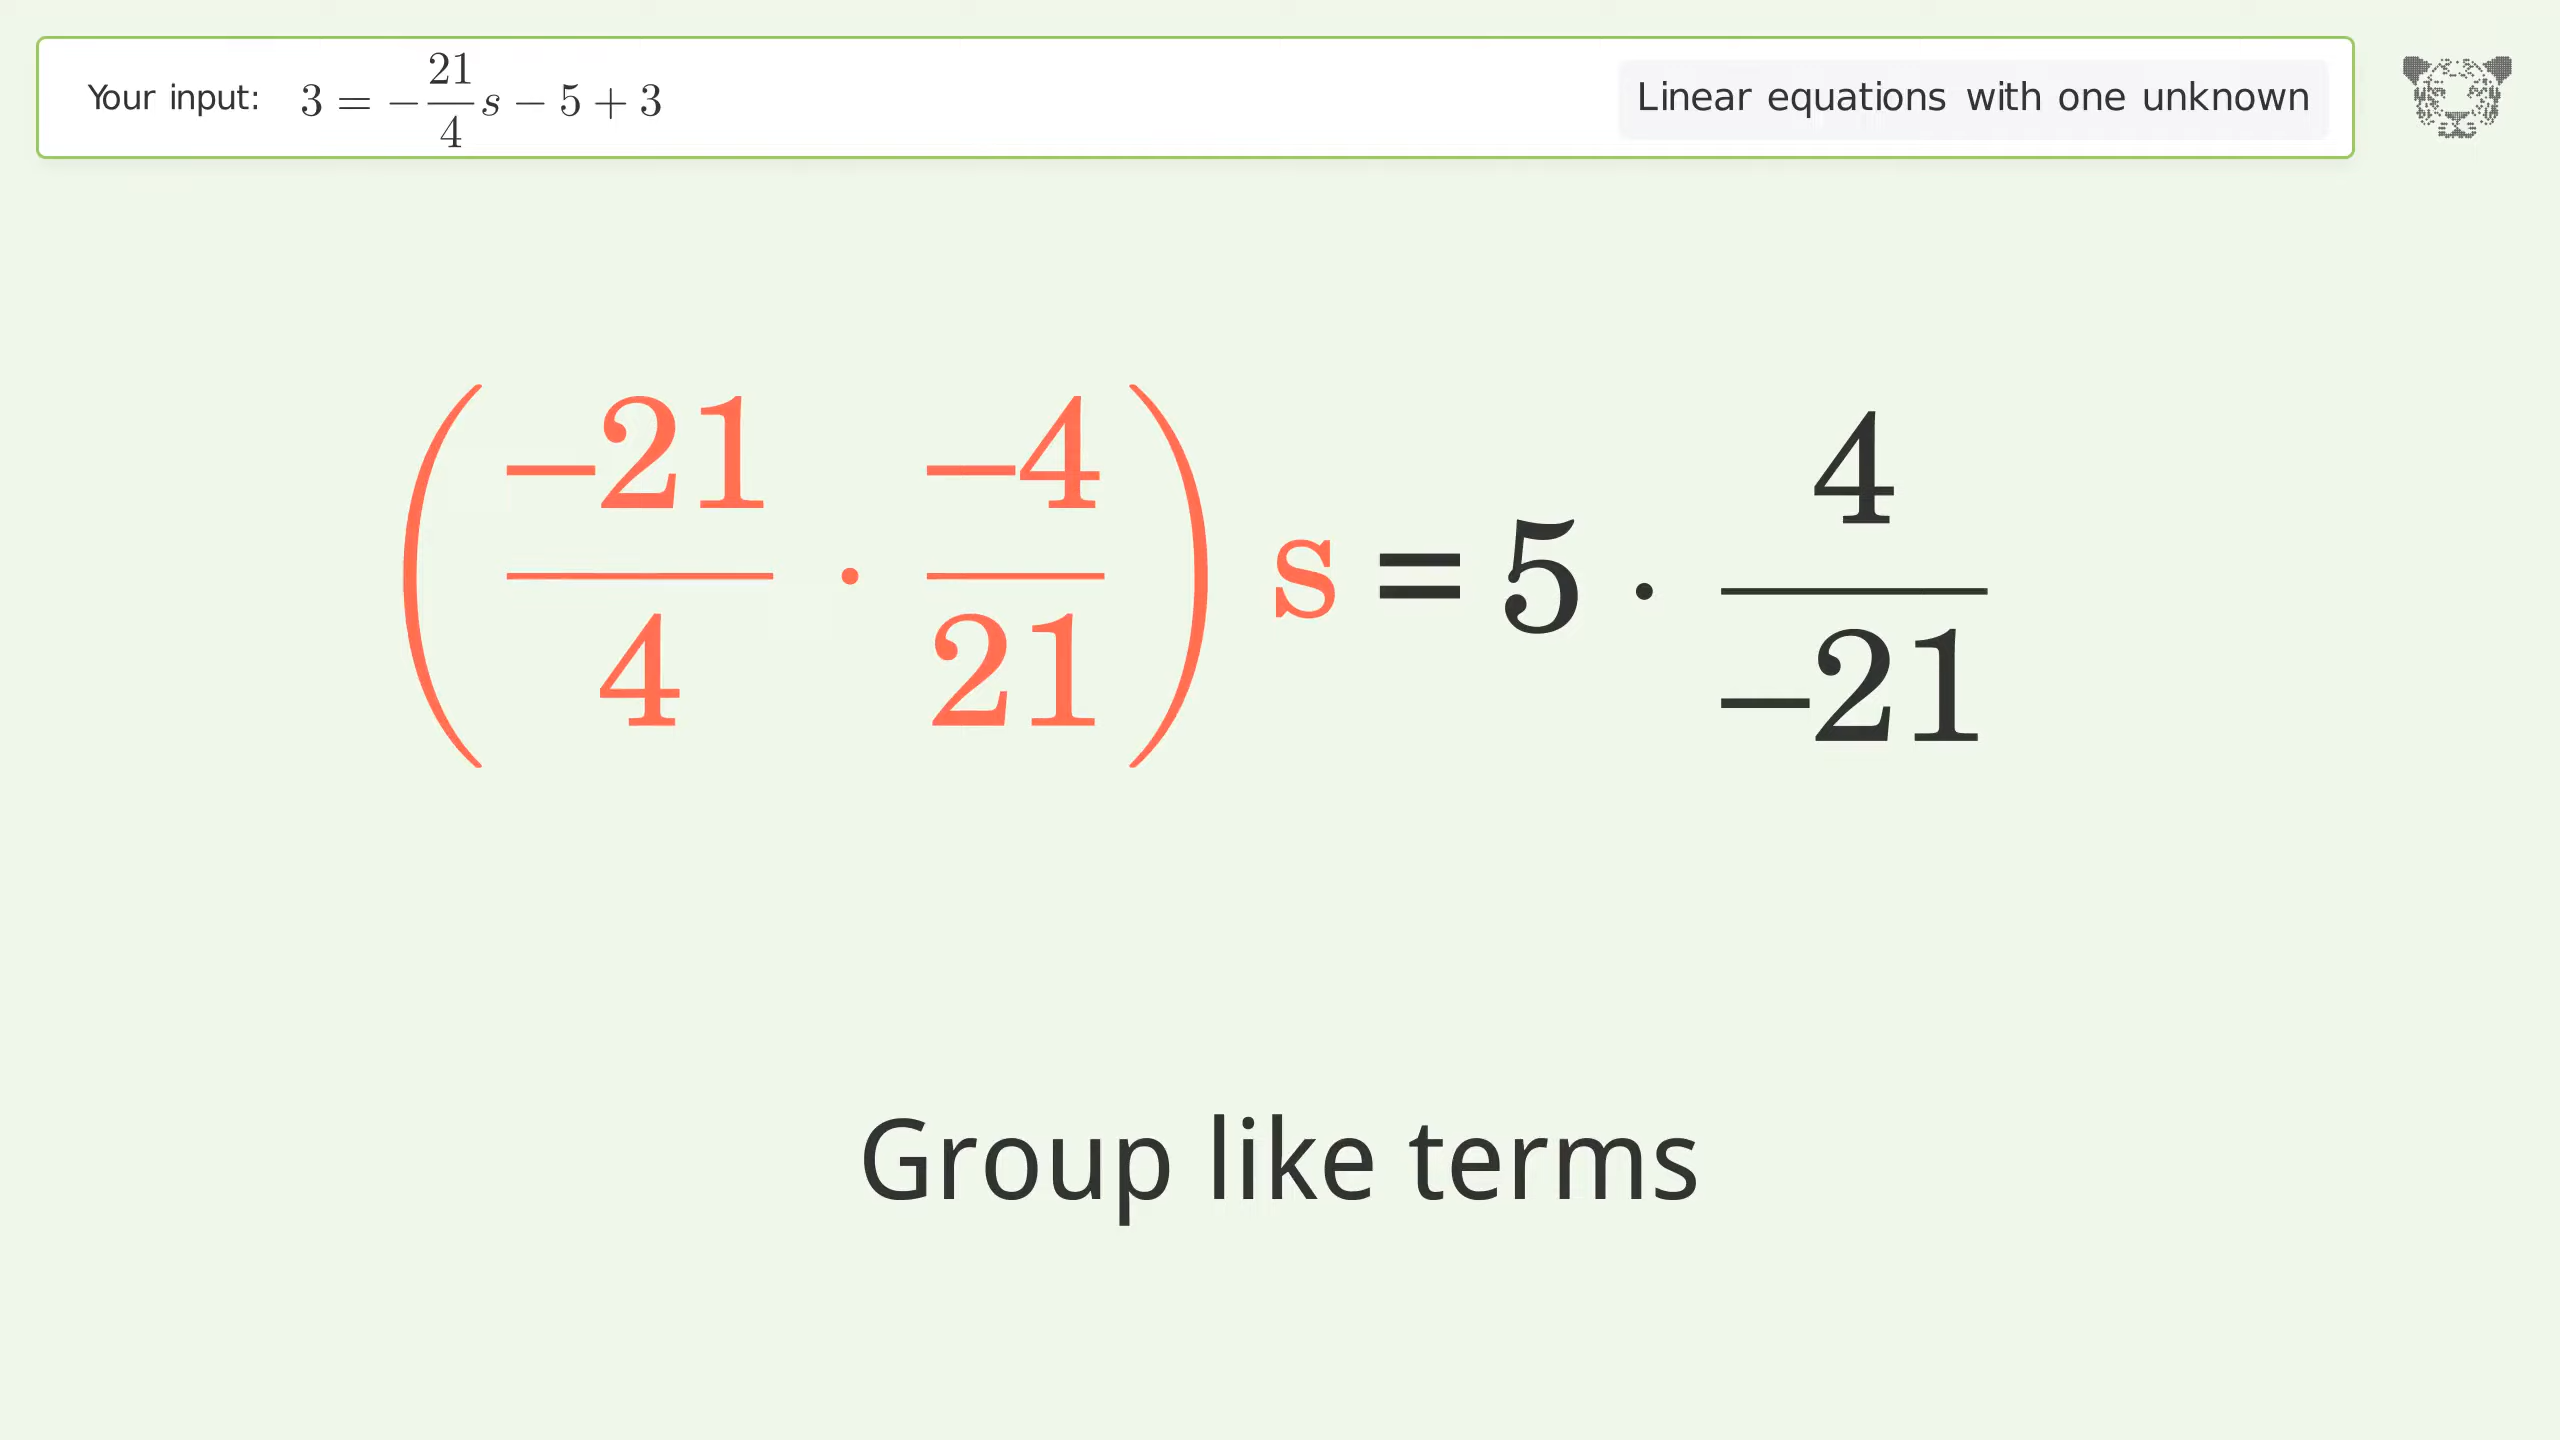 Your input: 3 = −21/4 s − 5 + 3
Linear equations with one unknown
(−21/4 · −4/21) s = 5 · 4/−21
Group like terms